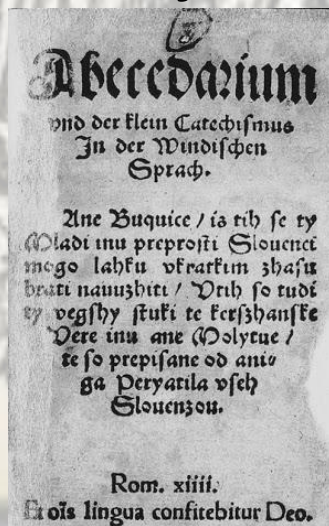 Abecedarium
vnd der klein Catechismus
In der Windischen
Sprach.
Ane Buquice / is tih se ty
Mladi inu preprosti Slouenci
mogo lahku vkratkim zhasu
brati nauuzhiti / Vtih so tudi
ty vegshy stuki te kerszhanske
Vere inu ane Molytue /
te so prepisane od ani⸗
ga Peryatila vseh
Slouenzou.
Rom. xiiii.
Et oĩs lingua confitebitur Deo.